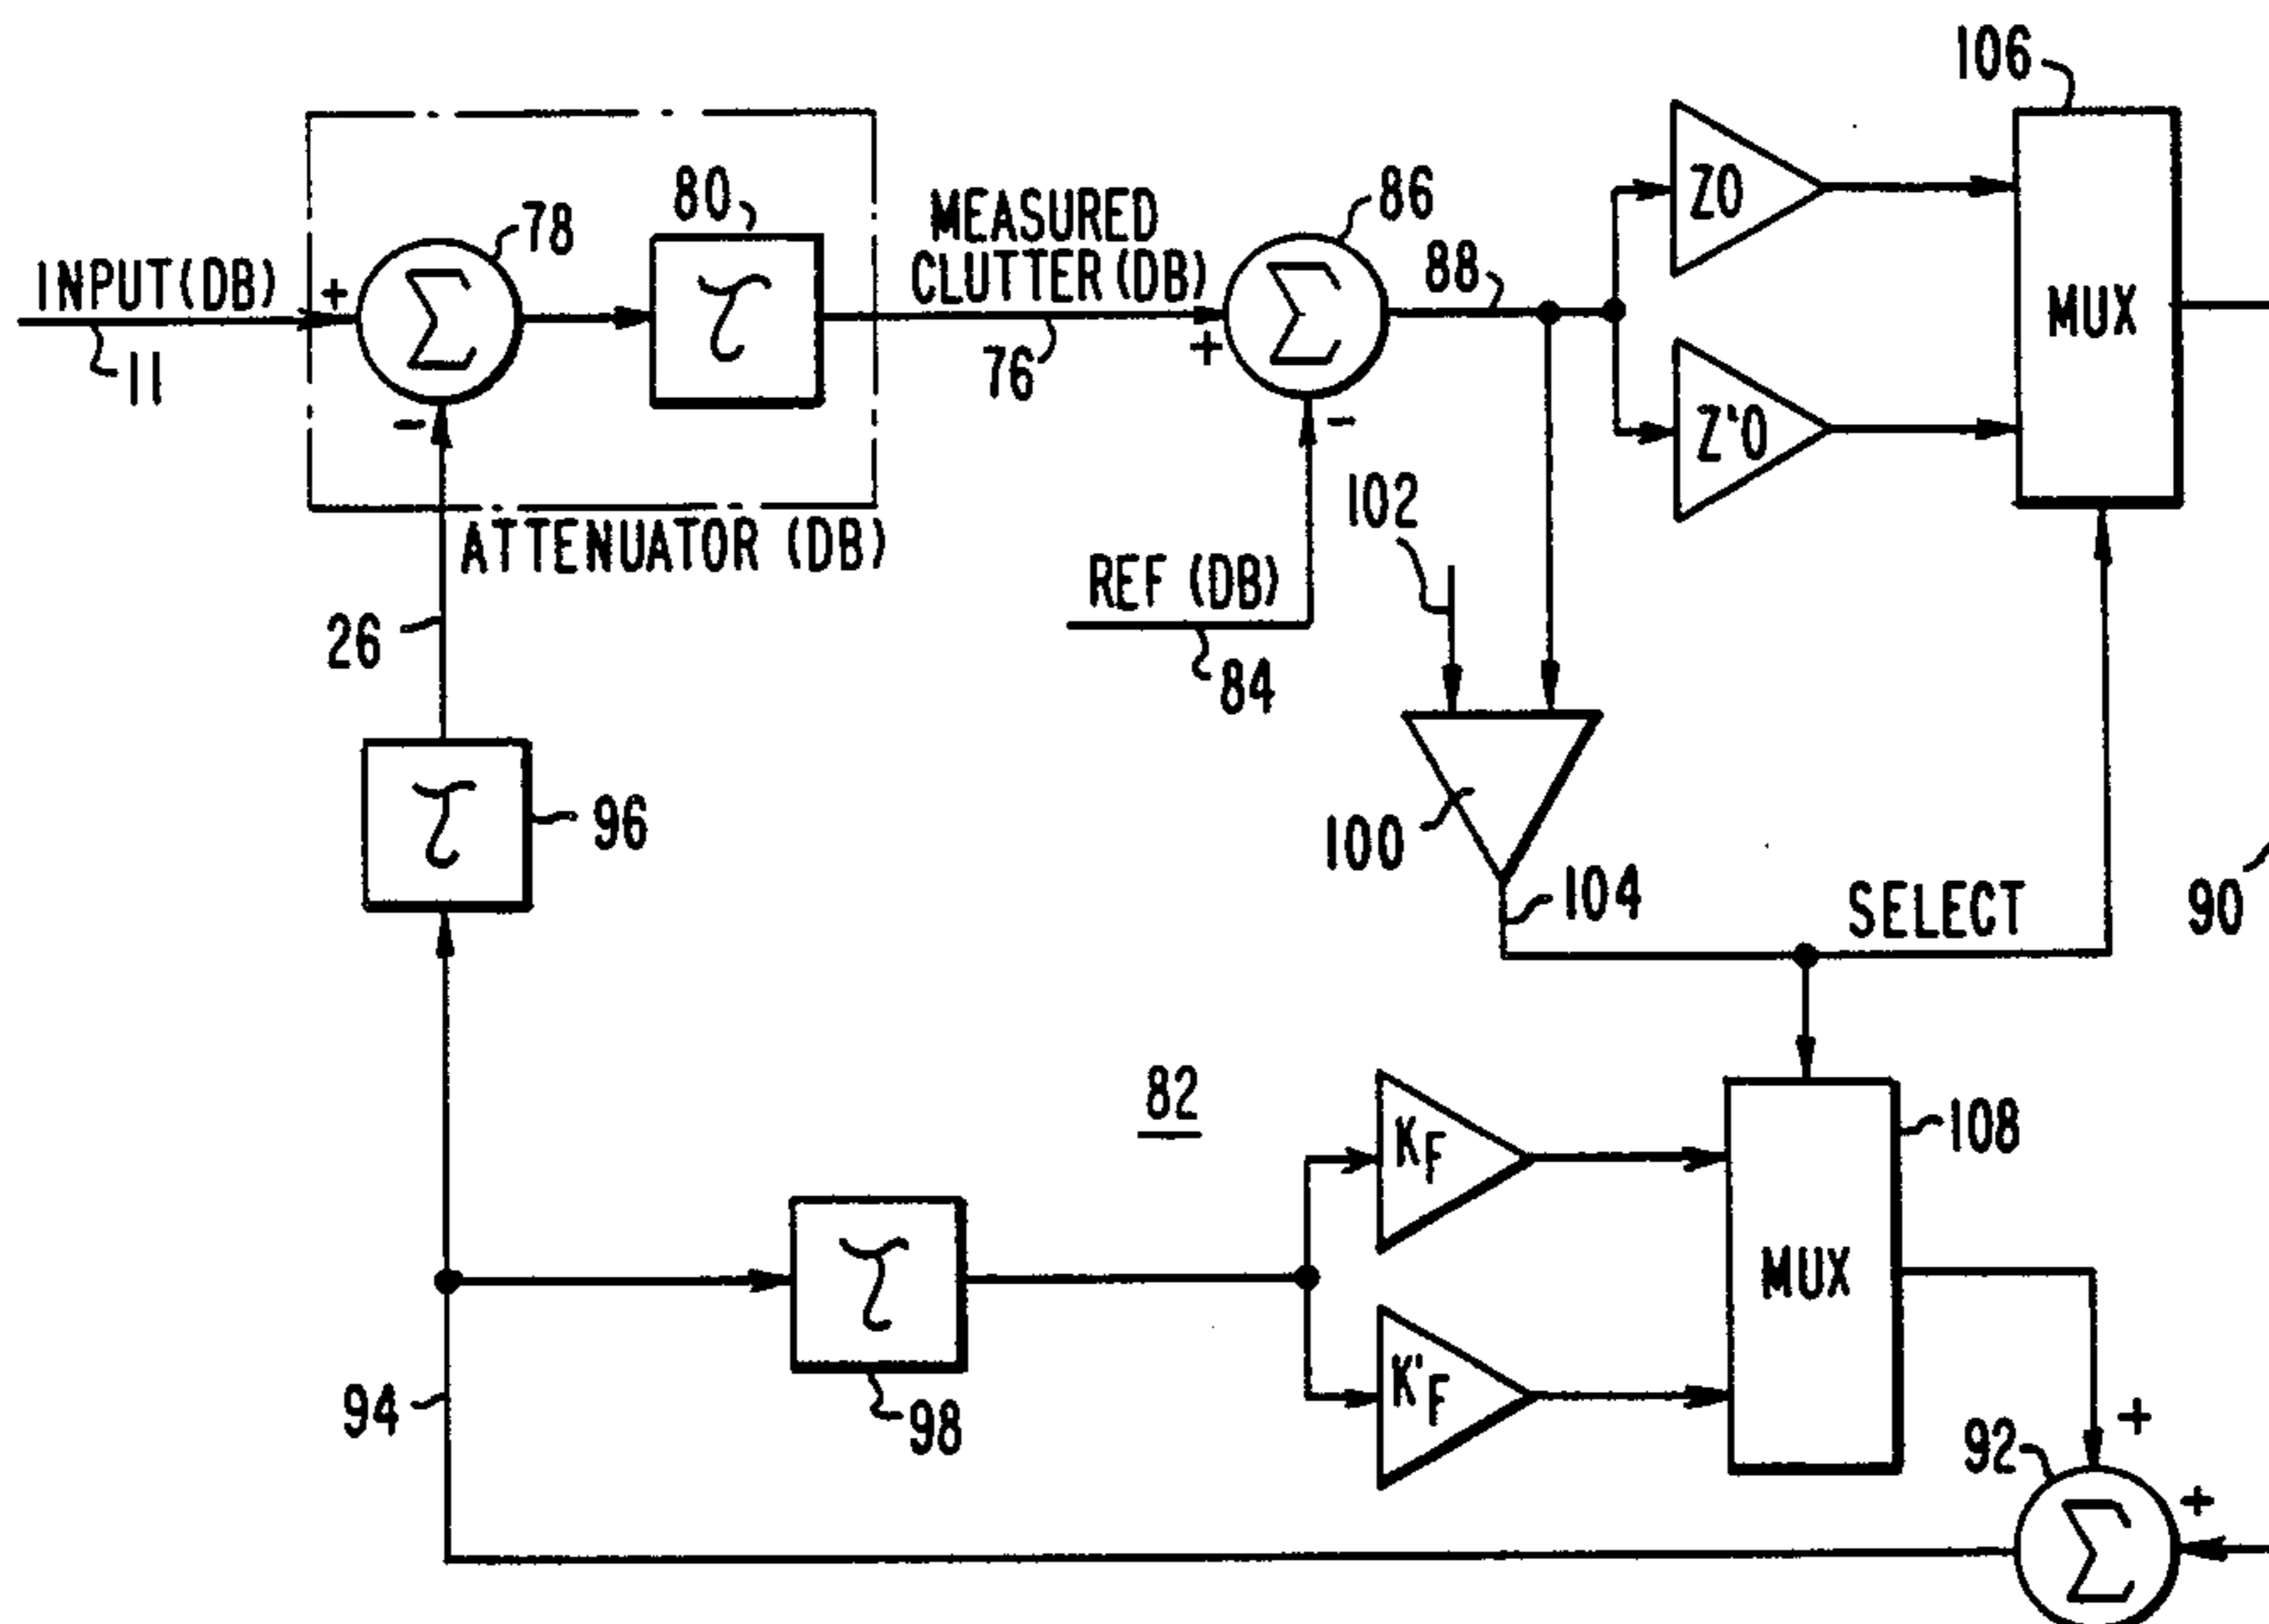 106
80
78
MEASURED
CLUTTER (DB)
86
88
INPUT (DB)
+
Σ
τ
+
Σ
ZO
Z'O
MUX
11
76
-
-
102
ATTENUATOR (DB)
REF (DB)
84
26
τ
96
100
104
SELECT
90
82
KF
K'F
MUX
108
τ
98
94
92
+
+
Σ